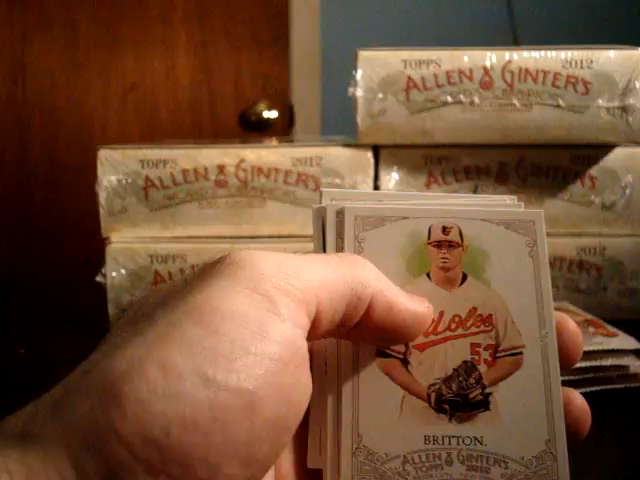 TOPPS 2012
ALLEN & GINTER'S
TOPPS 2012
ALLEN & GINTER'S
TOPPS 2012
ALLEN & GINTER'S
TOPPS
2012
53
BRITTON.
ALLEN & GINTER'S
TOPPS 2012